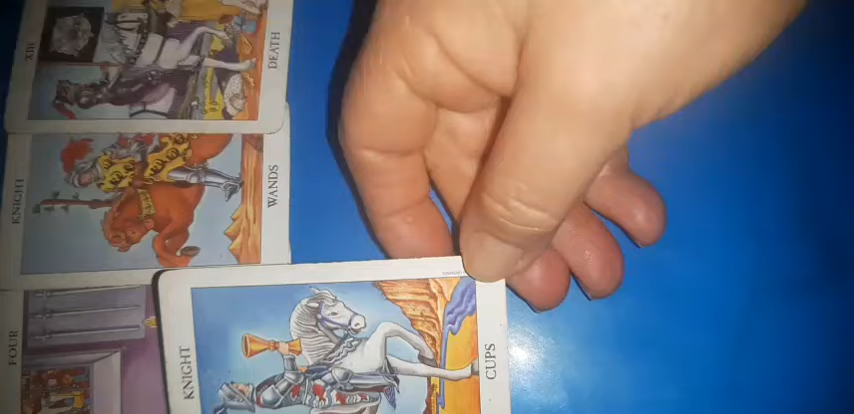 XIII
DEATH
KNIGHT
WANDS
FOUR
KNIGHT
CUPS